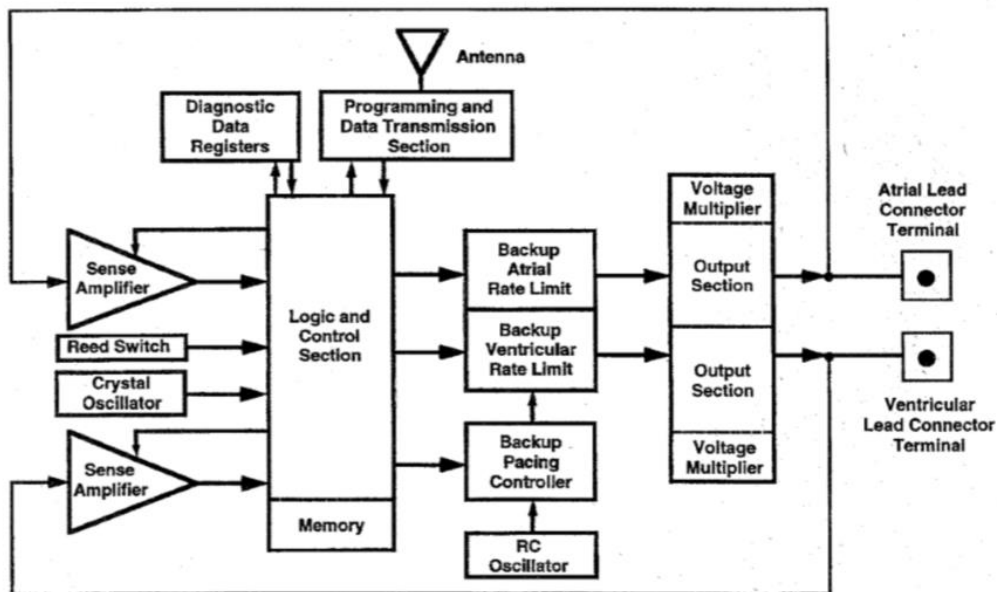 Antenna
Diagnostic
Data
Registers
Programming and
Data Transmission
Section
Voltage
Multiplier
Atrial Lead
Connector
Terminal
Sense
Amplifier
Backup
Atrial
Rate Limit
Output
Section
Logic and
Control
Section
Reed Switch
Backup
Ventricular
Rate Limit
Crystal
Oscillator
Output
Section
Ventricular
Lead Connector
Terminal
Sense
Amplifier
Backup
Pacing
Controller
Voltage
Multiplier
Memory
RC
Oscillator